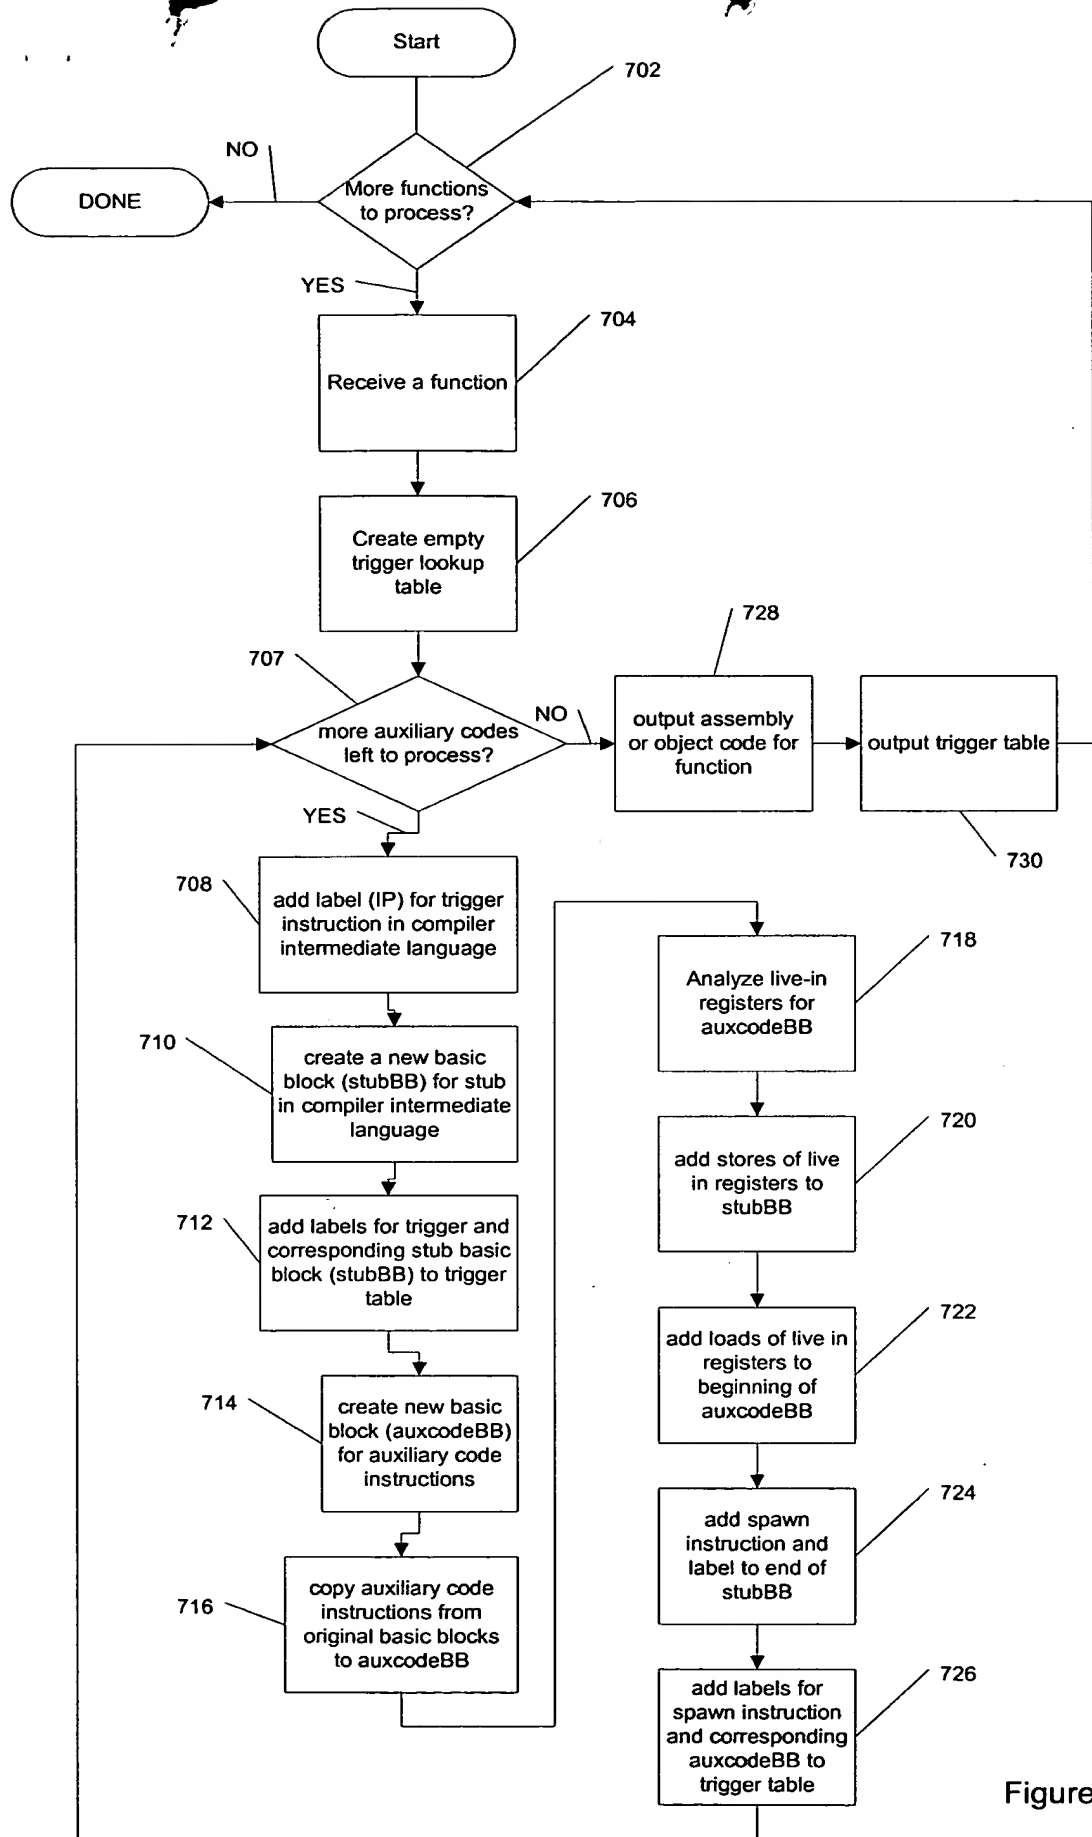 Start
702
NO
DONE
More functions
to process?
YES
704
Receive a function
706
Create empty
trigger lookup
table
728
707
more auxiliary codes
left to process?
NO
output assembly
or object code for
function
output trigger table
YES
730
708
add label (IP) for trigger
instruction in compiler
intermediate language
718
Analyze live-in
registers for
auxcodeBB
710
create a new basic
block (stubBB) for stub
in compiler intermediate
language
720
add stores of live
in registers to
stubBB
712
add labels for trigger and
corresponding stub basic
block (stubBB) to trigger
table
722
add loads of live in
registers to
beginning of
auxcodeBB
714
create new basic
block (auxcodeBB)
for auxiliary code
instructions
724
add spawn
instruction and
label to end of
stubBB
716
copy auxiliary code
instructions from
original basic blocks
to auxcodeBB
726
add labels for
spawn instruction
and corresponding
auxcodeBB to
trigger table
Figure